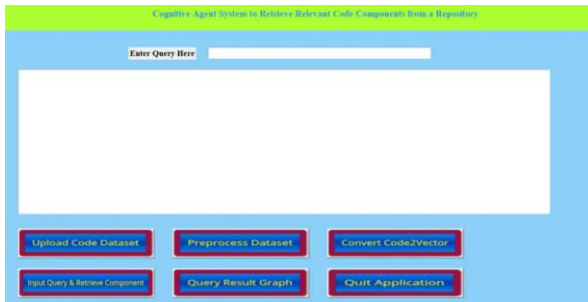 Cognitive Agent System to Retrieve Relevant Code Components from a Repository
Enter Query Here
Upload Code Dataset
Preprocess Dataset
Convert Code2Vector
Input Query & Retrieve Component
Query Result Graph
Quit Application